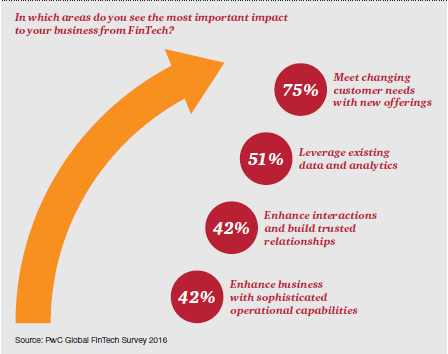 In which areas do you see the most important impact
to your business from FinTech?
75%
Meet changing
customer needs
with new offerings
51%
Leverage existing
data and analytics
42%
Enhance interactions
and build trusted
relationships
42%
Enhance business
with sophisticated
operational capabilities
Source: PwC Global FinTech Survey 2016